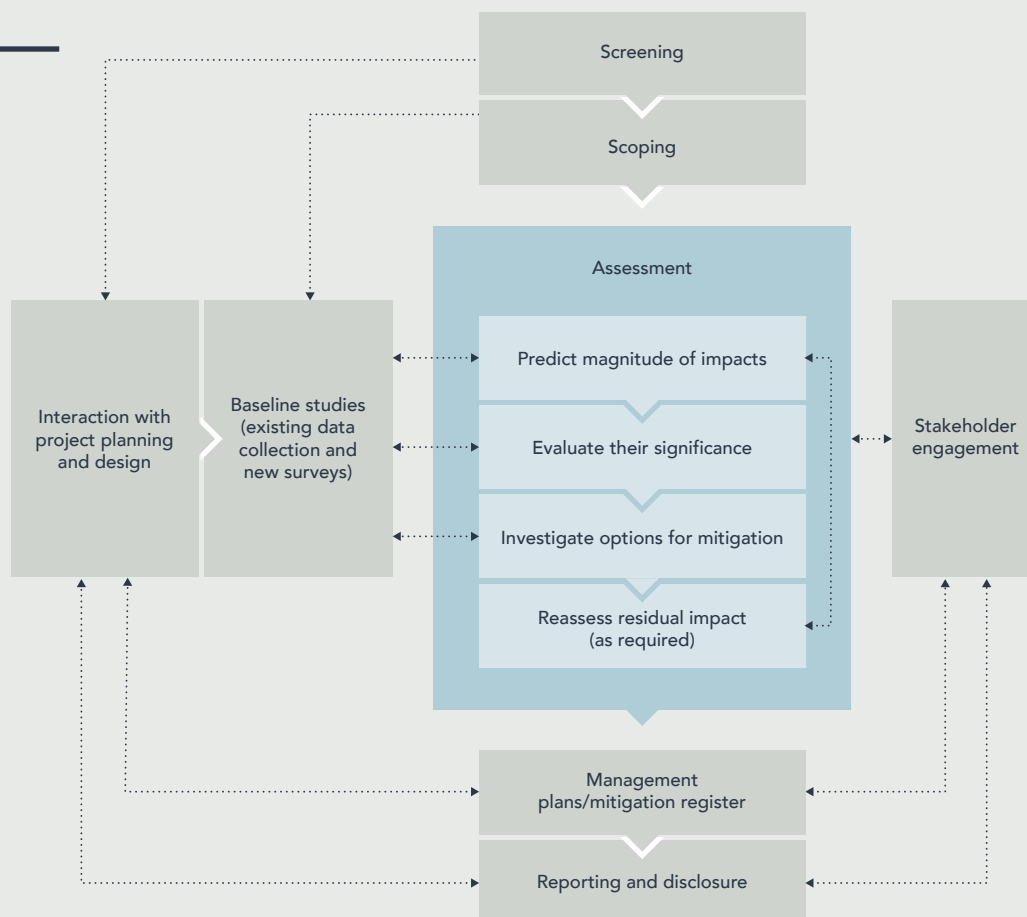 Screening
Scoping
Assessment
Predict magnitude of impacts
Evaluate their significance
Investigate options for mitigation
Reassess residual impact
(as required)
Interaction with
project planning
and design
Baseline studies
(existing data
collection and
new surveys)
Stakeholder
engagement
Management
plans/mitigation register
Reporting and disclosure